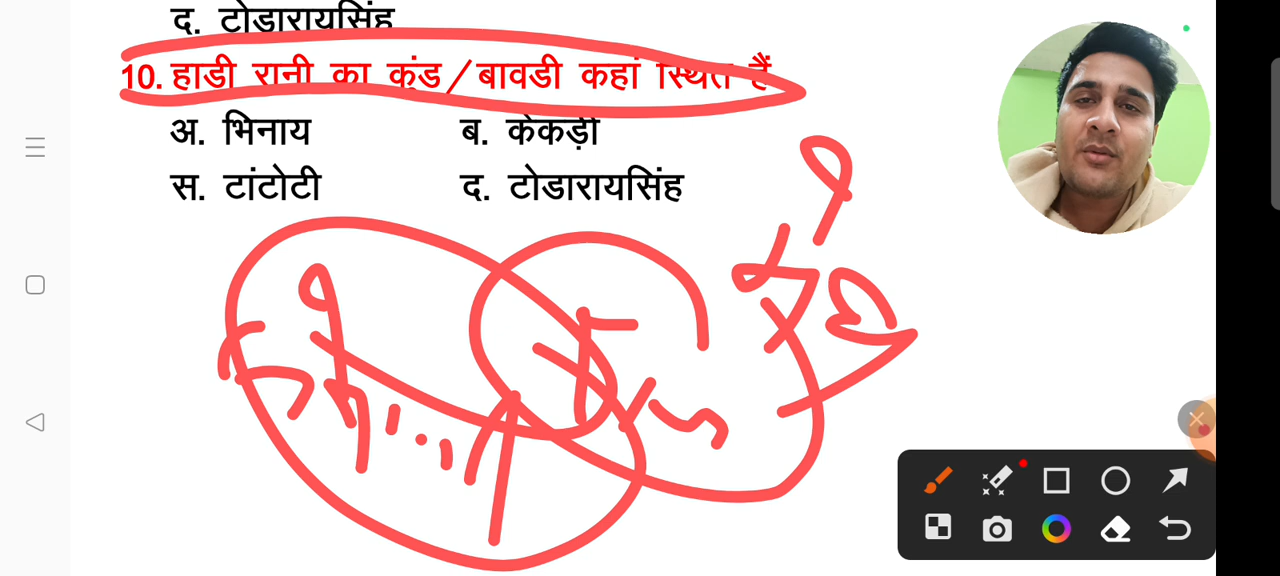 द. टोडारायसिंह
10. हाडी रानी का कुंड/बावडी कहां स्थित हैं
अ. भिनाय ब. केकड़ी
स. टांटोटी द. टोडारायसिंह